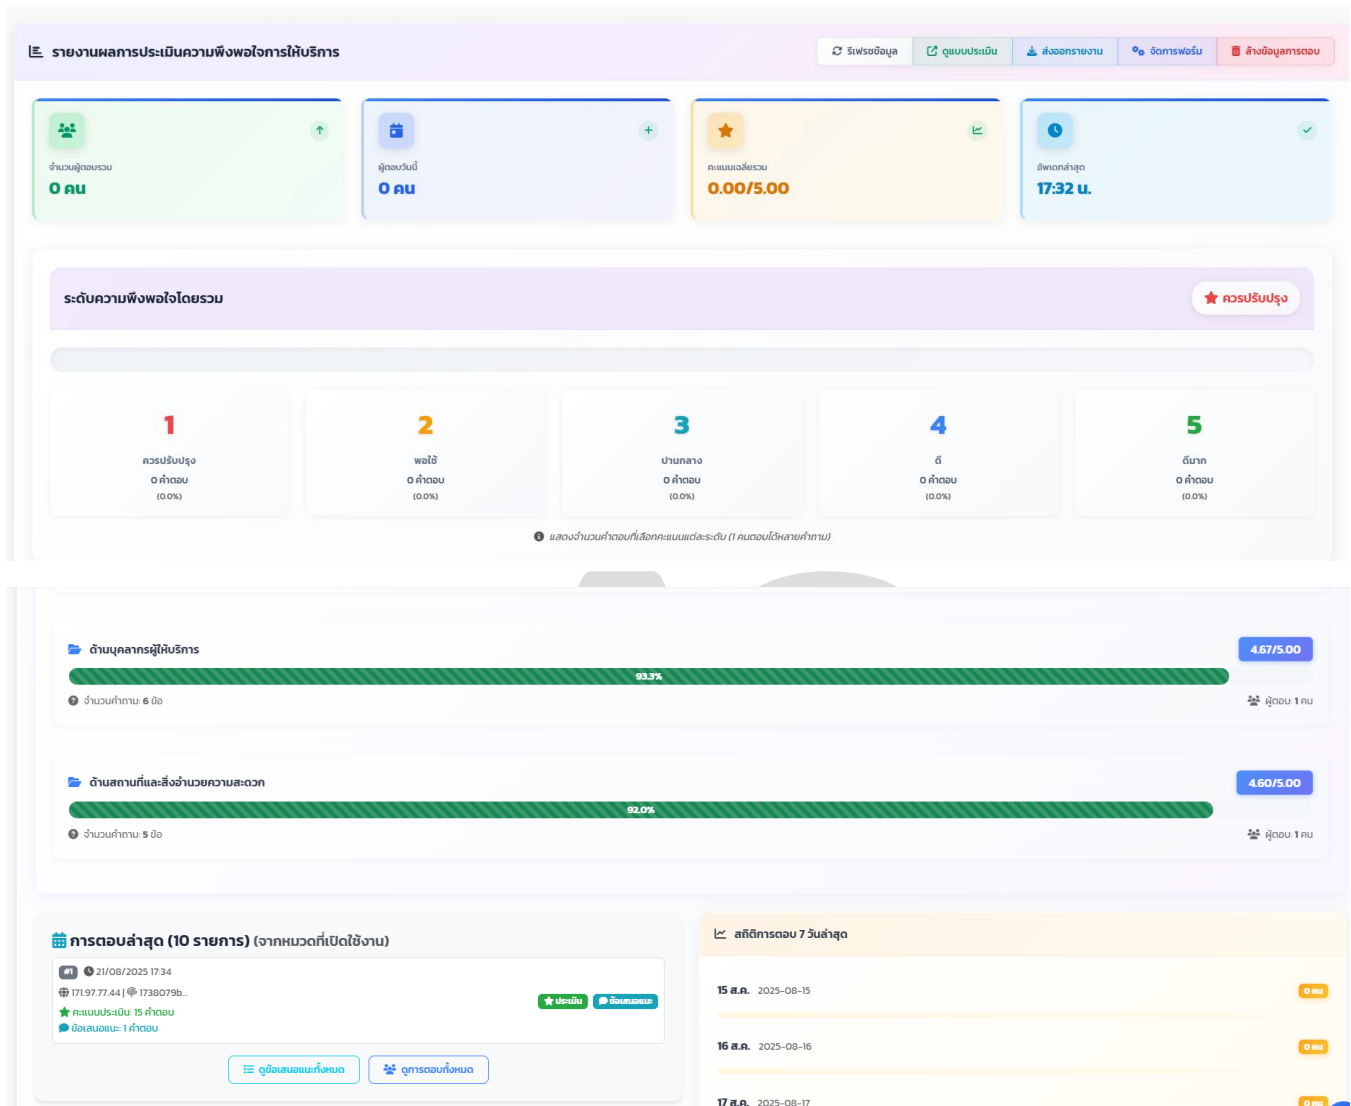 รายงานผลการประเมินความพึงพอใจการให้บริการ
รีเฟรชข้อมูล ดูแบบประเมิน ส่งออกรายงาน จัดการฟอร์ม ล้างข้อมูลการตอบ
จำนวนผู้ตอบรวม
0 คน
ผู้ตอบวันนี้
0 คน
คะแนนเฉลี่ยรวม
0.00/5.00
อัพเดทล่าสุด
17:32 น.
ระดับความพึงพอใจโดยรวม
ควรปรับปรุง
1
ควรปรับปรุง
0 คำตอบ
(0.0%)
2
พอใช้
0 คำตอบ
(0.0%)
3
ปานกลาง
0 คำตอบ
(0.0%)
4
ดี
0 คำตอบ
(0.0%)
5
ดีมาก
0 คำตอบ
(0.0%)
แสดงจำนวนคำตอบที่เลือกคะแนนแต่ละระดับ (1 คนตอบได้หลายคำถาม)
ด้านบุคลากรผู้ให้บริการ
4.67/5.00
93.3%
จำนวนคำถาม: 6 ข้อ
ผู้ตอบ: 1 คน
ด้านสถานที่และสิ่งอำนวยความสะดวก
4.60/5.00
92.0%
จำนวนคำถาม: 5 ข้อ
ผู้ตอบ: 1 คน
การตอบล่าสุด (10 รายการ) (จากหมวดที่เปิดใช้งาน)
#1 21/08/2025 17:34
171.97.77.44 | 1738079b...
คะแนนประเมิน: 15 คำตอบ
ข้อเสนอแนะ: 1 คำตอบ
ประเมิน ข้อเสนอแนะ
ดูข้อเสนอแนะทั้งหมด ดูการตอบทั้งหมด
สถิติการตอบ 7 วันล่าสุด
15 ส.ค. 2025-08-15
0 คน
16 ส.ค. 2025-08-16
0 คน
17 ส.ค. 2025-08-17
0 คน